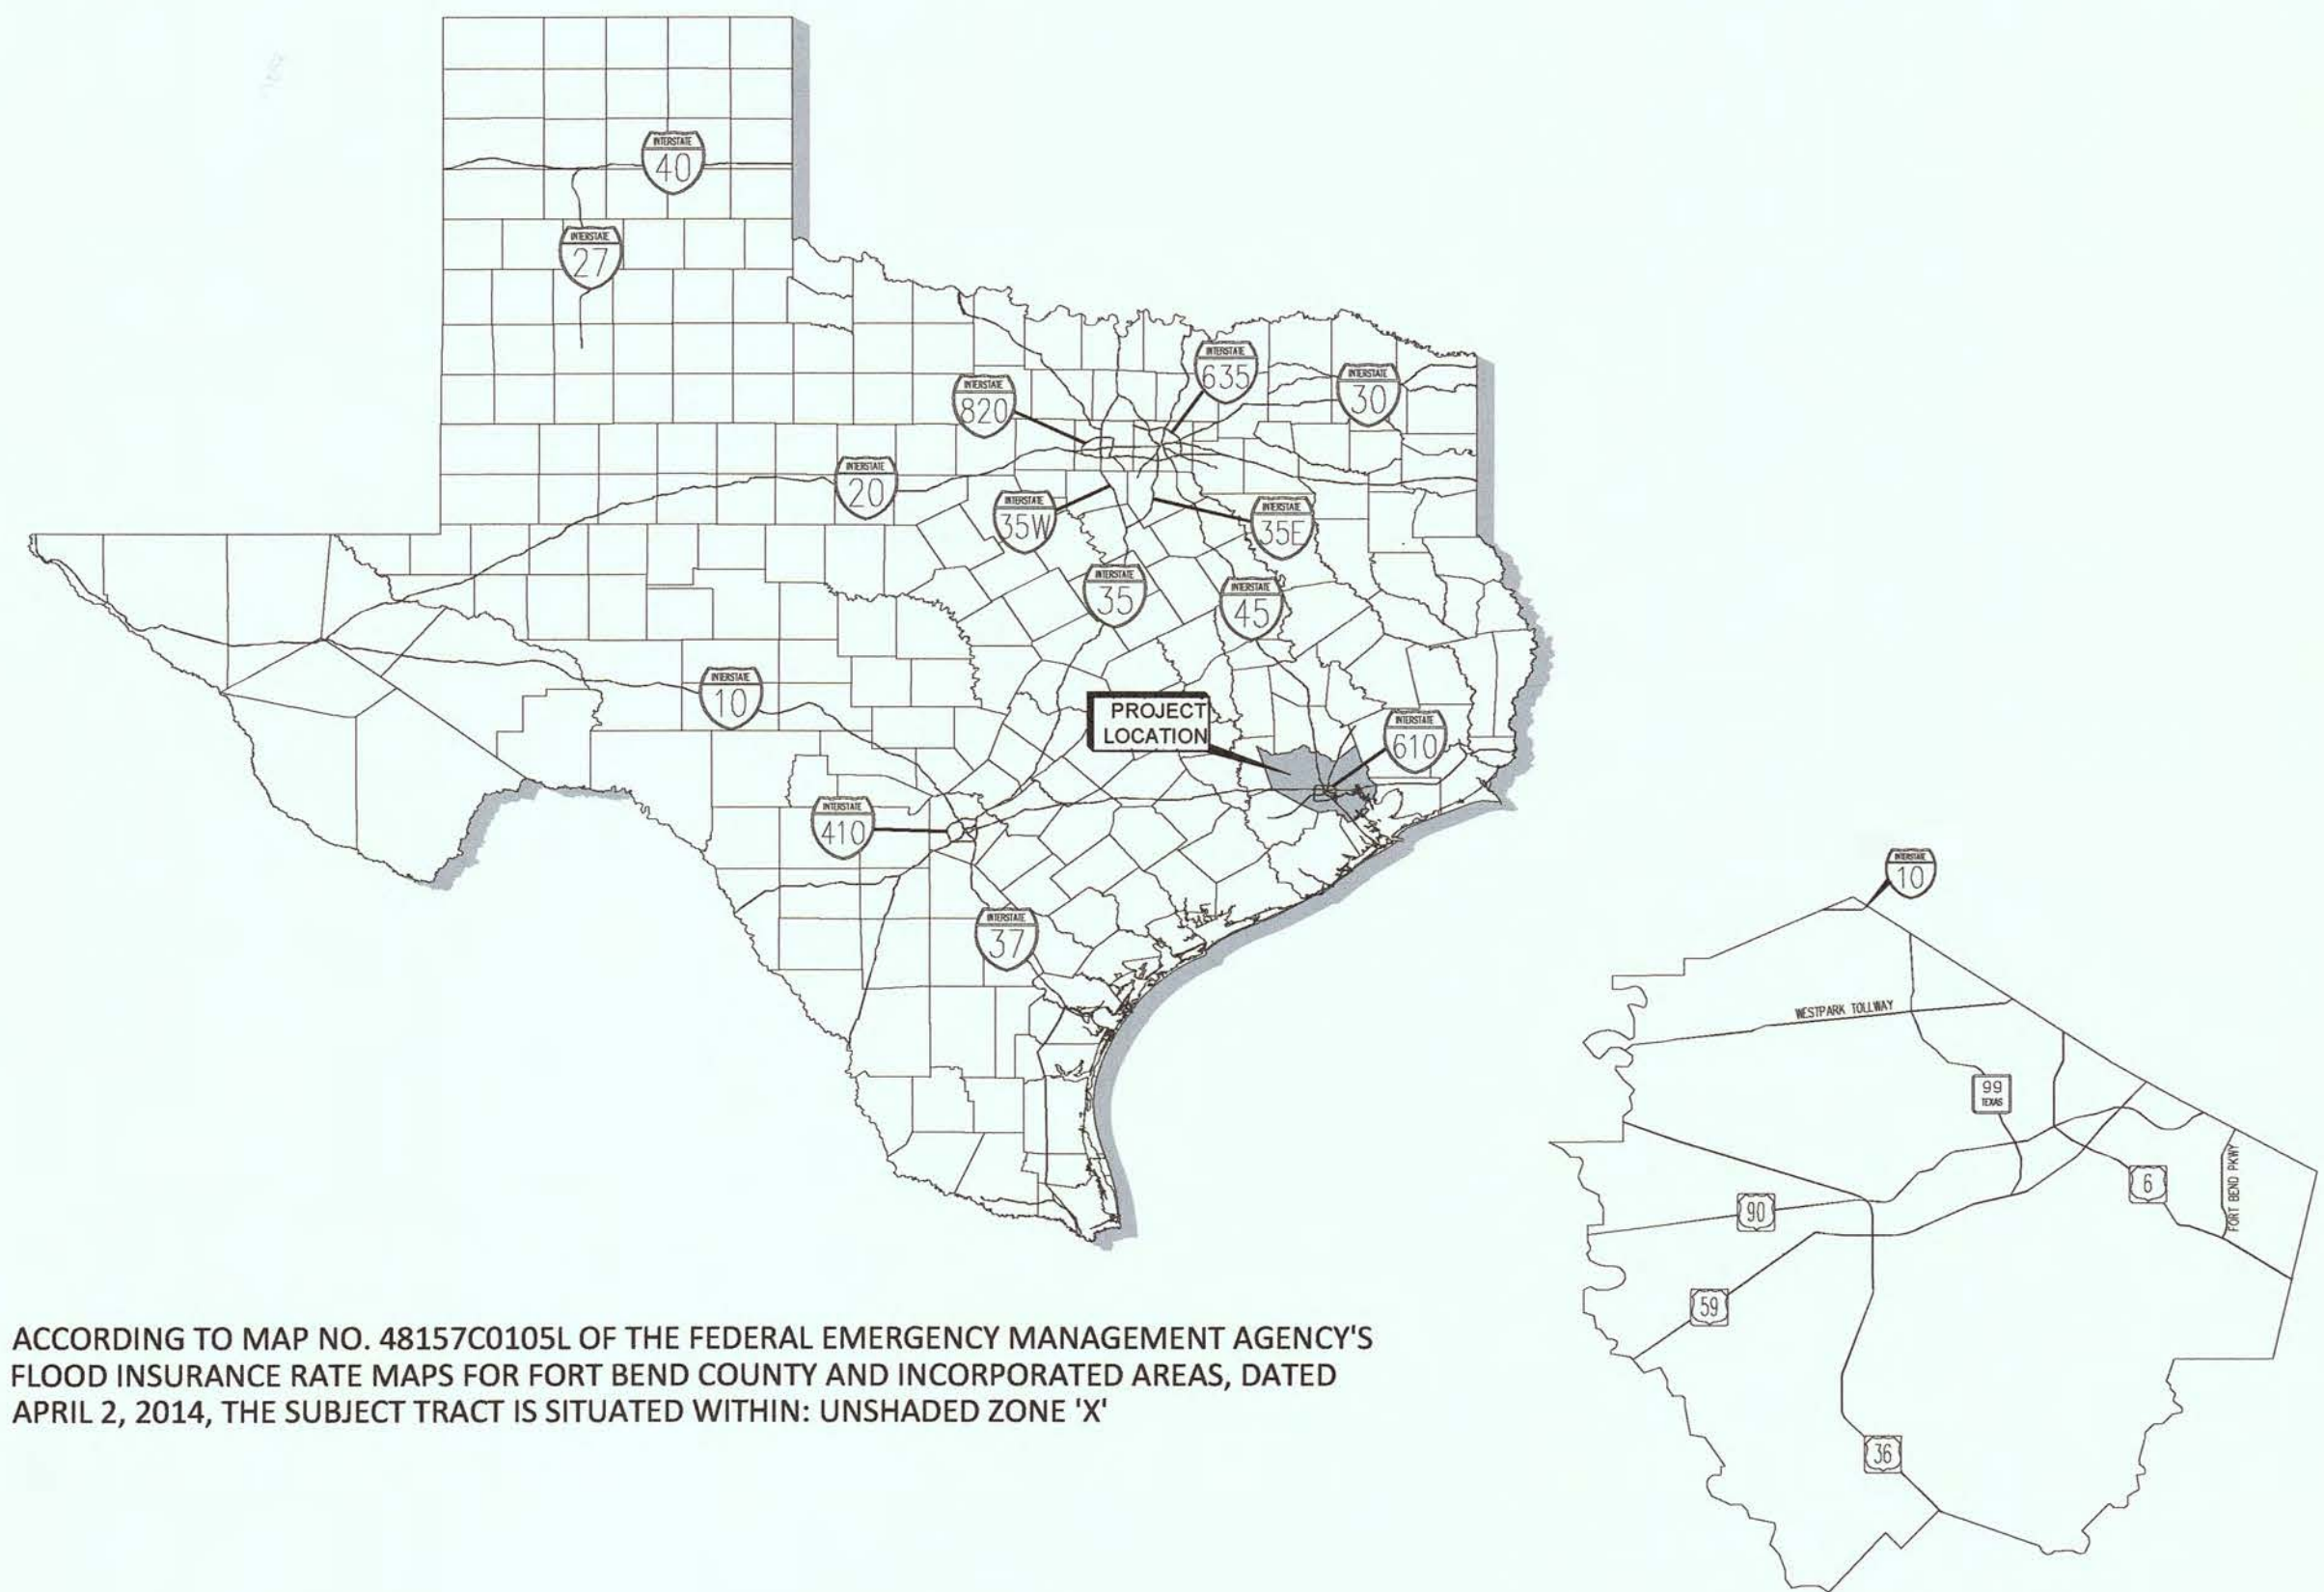 INTERSTATE
40
INTERSTATE
27
INTERSTATE
635
INTERSTATE
820
INTERSTATE
30
INTERSTATE
20
INTERSTATE
35W
INTERSTATE
35E
INTERSTATE
35
INTERSTATE
45
INTERSTATE
10
PROJECT
LOCATION
INTERSTATE
610
INTERSTATE
410
INTERSTATE
37
INTERSTATE
10
WESTPARK TOLLWAY
99
TEXAS
6
FORT BEND PKWY
90
59
36
ACCORDING TO MAP NO. 48157C0105L OF THE FEDERAL EMERGENCY MANAGEMENT AGENCY'S
FLOOD INSURANCE RATE MAPS FOR FORT BEND COUNTY AND INCORPORATED AREAS, DATED
APRIL 2, 2014, THE SUBJECT TRACT IS SITUATED WITHIN: UNSHADED ZONE 'X'